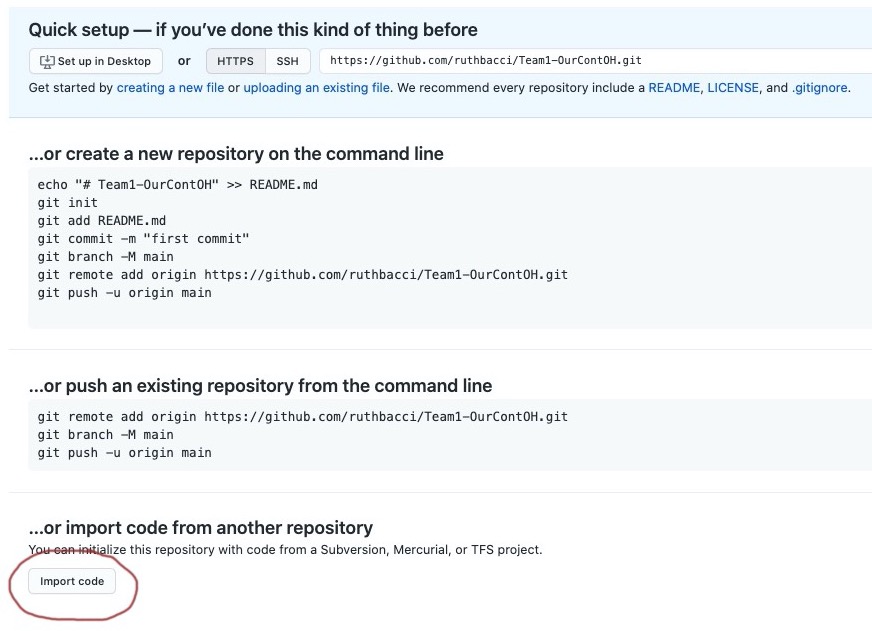 Quick setup — if you’ve done this kind of thing before
Set up in Desktop or HTTPS SSH https://github.com/ruthbacci/Team1-OurContOH.git
Get started by creating a new file or uploading an existing file. We recommend every repository include a README, LICENSE, and .gitignore.
…or create a new repository on the command line
echo "# Team1-OurContOH" >> README.md
git init
git add README.md
git commit -m "first commit"
git branch -M main
git remote add origin https://github.com/ruthbacci/Team1-OurContOH.git
git push -u origin main
…or push an existing repository from the command line
git remote add origin https://github.com/ruthbacci/Team1-OurContOH.git
git branch -M main
git push -u origin main
…or import code from another repository
You can initialize this repository with code from a Subversion, Mercurial, or TFS project.
Import code